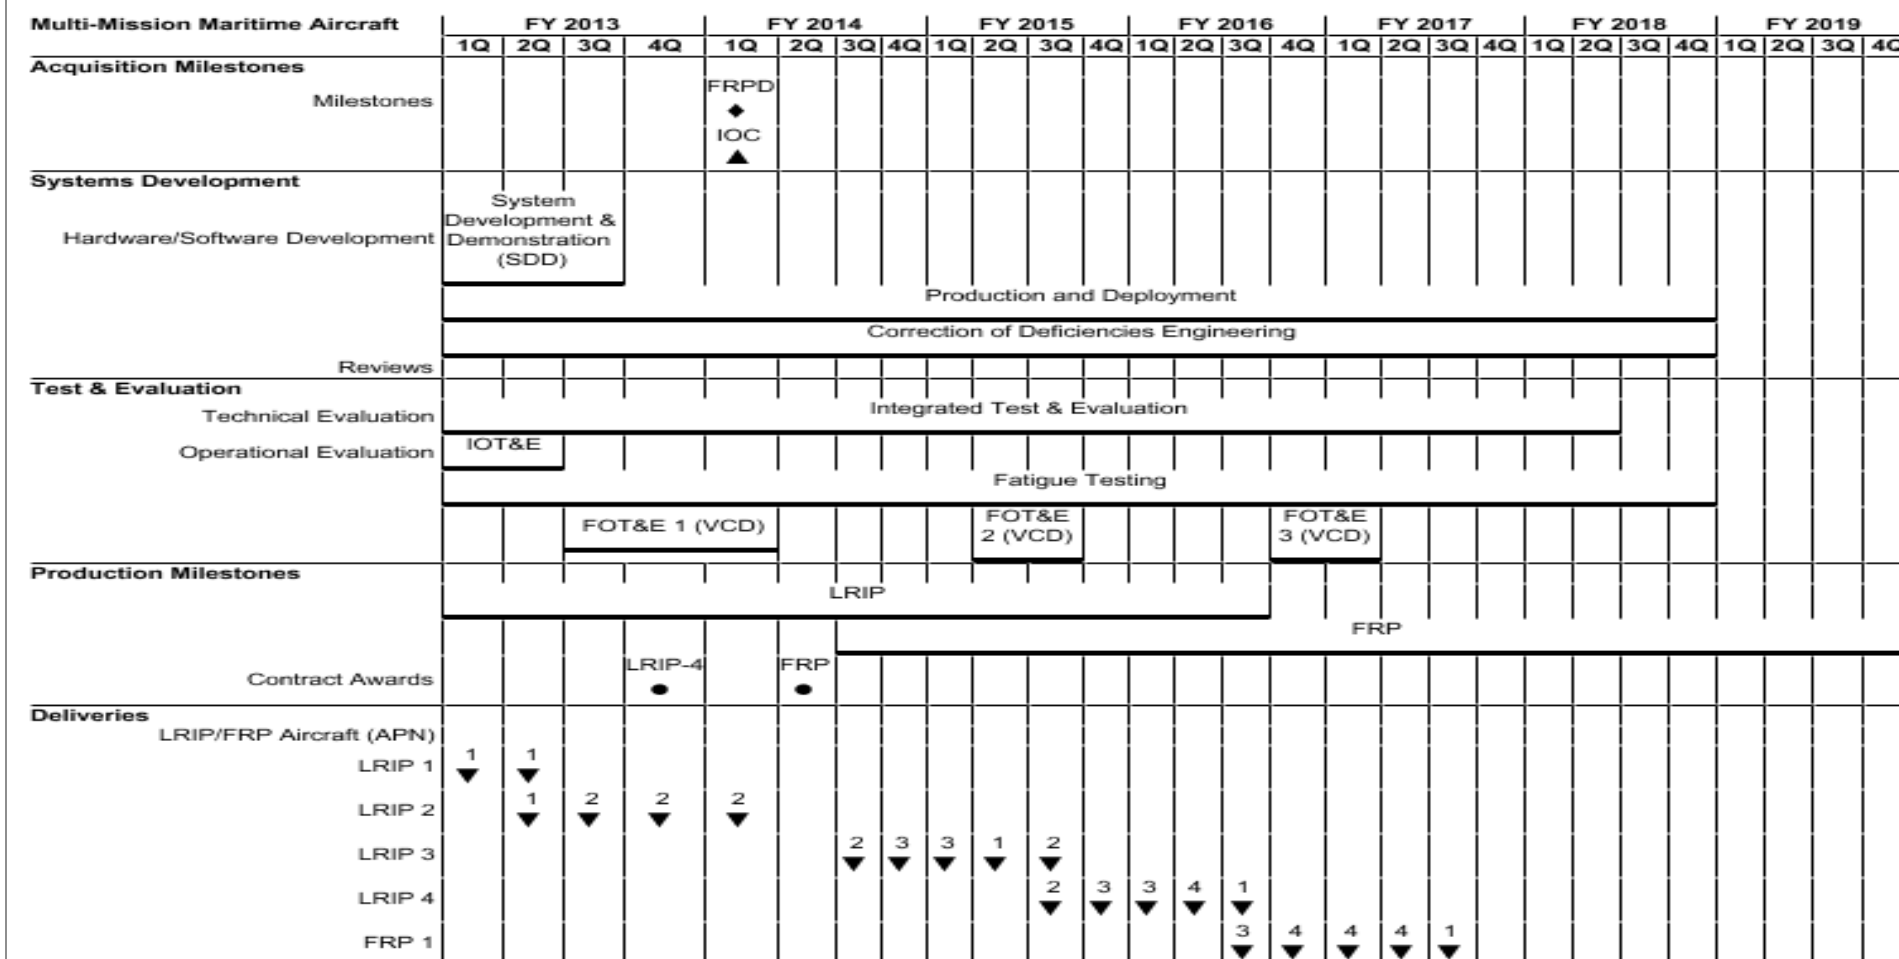 Multi-Mission Maritime Aircraft FY 2013 FY 2014 FY 2015 FY 2016 FY 2017 FY 2018 FY 2019
1Q 2Q 3Q 4Q 1Q 2Q 3Q 4Q 1Q 2Q 3Q 4Q 1Q 2Q 3Q 4Q 1Q 2Q 3Q 4Q 1Q 2Q 3Q 4Q 1Q 2Q 3Q 4Q
Acquisition Milestones
FRPD
Milestones
IOC
Systems Development
System
Development &
Hardware/Software Development Demonstration
(SDD)
Production and Deployment
Correction of Deficiencies Engineering
Reviews
Test & Evaluation
Technical Evaluation Integrated Test & Evaluation
Operational Evaluation IOT&E
Fatigue Testing
FOT&E 1 (VCD)
FOT&E
2 (VCD)
FOT&E
3 (VCD)
Production Milestones
LRIP
FRP
LRIP-4 FRP
Contract Awards
Deliveries
LRIP/FRP Aircraft (APN)
LRIP 1 1 1
LRIP 2 1 2 2 2
LRIP 3 2 3 3 1 2
LRIP 4 2 3 3 4 1
FRP 1 3 4 4 4 1